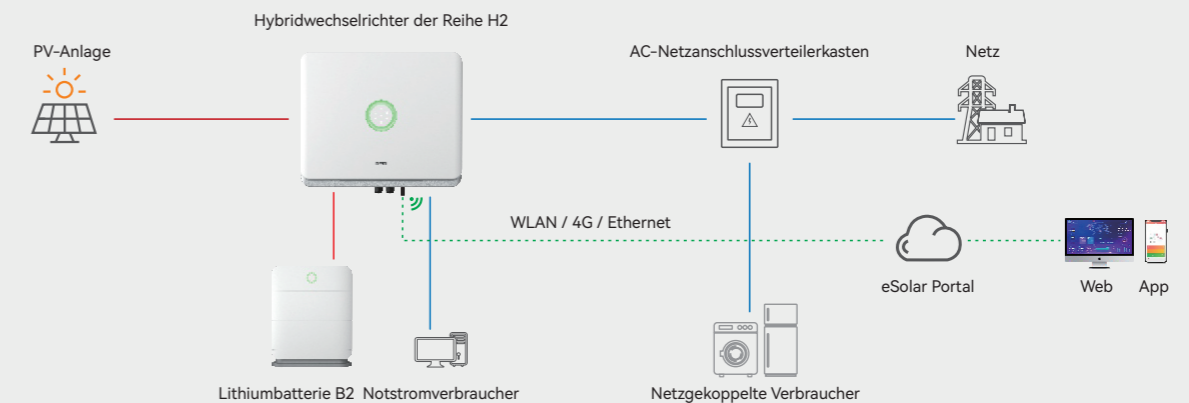 Hybridwechselrichter der Reihe H2
PV-Anlage
AC-Netzanschlussverteilerkasten
Netz
WLAN / 4G / Ethernet
eSolar Portal
Web
App
Lithiumbatterie B2
Notstromverbraucher
Netzgekoppelte Verbraucher